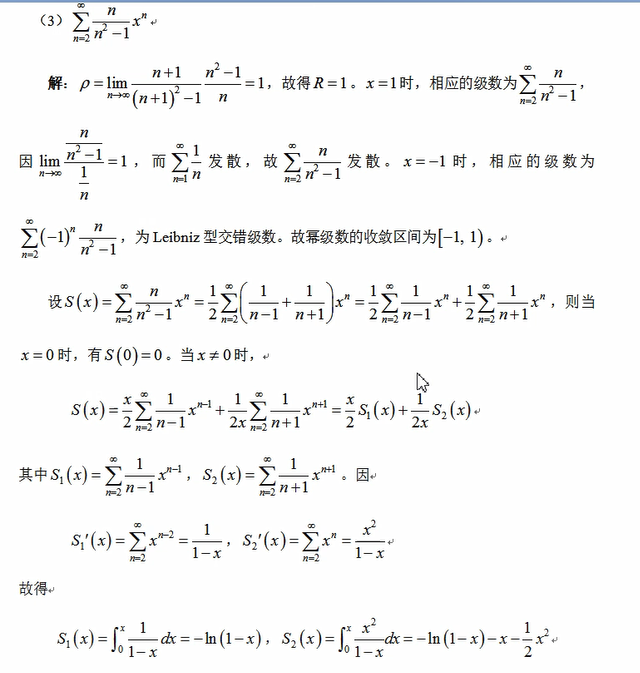 (3) $\sum_{n=2}^{\infty}\frac{n}{n^2-1}x^n$
解：$\rho=\lim_{n\to\infty}\frac{n+1}{(n+1)^2-1}\frac{n^2-1}{n}=1$，故得$R=1$。$x=1$时，相应的级数为$\sum_{n=2}^{\infty}\frac{n}{n^2-1}$，
因$\lim_{n\to\infty}\frac{\frac{n}{n^2-1}}{\frac{1}{n}}=1$，而$\sum_{n=1}^{\infty}\frac{1}{n}$发散，故$\sum_{n=2}^{\infty}\frac{n}{n^2-1}$发散。$x=-1$时，相应的级数为
$\sum_{n=2}^{\infty}(-1)^n\frac{n}{n^2-1}$，为Leibniz型交错级数。故幂级数的收敛区间为$[-1,1)$。
设$S(x)=\sum_{n=2}^{\infty}\frac{n}{n^2-1}x^n=\frac{1}{2}\sum_{n=2}^{\infty}\left(\frac{1}{n-1}+\frac{1}{n+1}\right)x^n=\frac{1}{2}\sum_{n=2}^{\infty}\frac{1}{n-1}x^n+\frac{1}{2}\sum_{n=2}^{\infty}\frac{1}{n+1}x^n$，则当
$x=0$时，有$S(0)=0$。当$x\neq 0$时，
$S(x)=\frac{x}{2}\sum_{n=2}^{\infty}\frac{1}{n-1}x^{n-1}+\frac{1}{2x}\sum_{n=2}^{\infty}\frac{1}{n+1}x^{n+1}=\frac{x}{2}S_1(x)+\frac{1}{2x}S_2(x)$
其中$S_1(x)=\sum_{n=2}^{\infty}\frac{1}{n-1}x^{n-1}$，$S_2(x)=\sum_{n=2}^{\infty}\frac{1}{n+1}x^{n+1}$。因
$S_1'(x)=\sum_{n=2}^{\infty}x^{n-2}=\frac{1}{1-x}$，$S_2'(x)=\sum_{n=2}^{\infty}x^n=\frac{x^2}{1-x}$
故得
$S_1(x)=\int_0^x\frac{1}{1-x}dx=-\ln(1-x)$，$S_2(x)=\int_0^x\frac{x^2}{1-x}dx=-\ln(1-x)-x-\frac{1}{2}x^2$